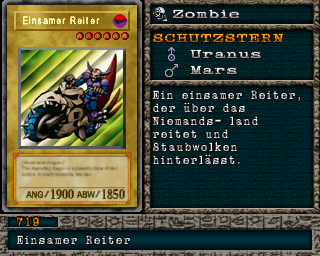 Einsamer Reiter
ANG/1900 ABW/1850
Zombie
SCHUTZSTERN
Uranus
Mars
Ein einsamer Reiter,
der über das
Niemands- land
reitet und
Staubwolken
hinterlässt.
719
Einsamer Reiter